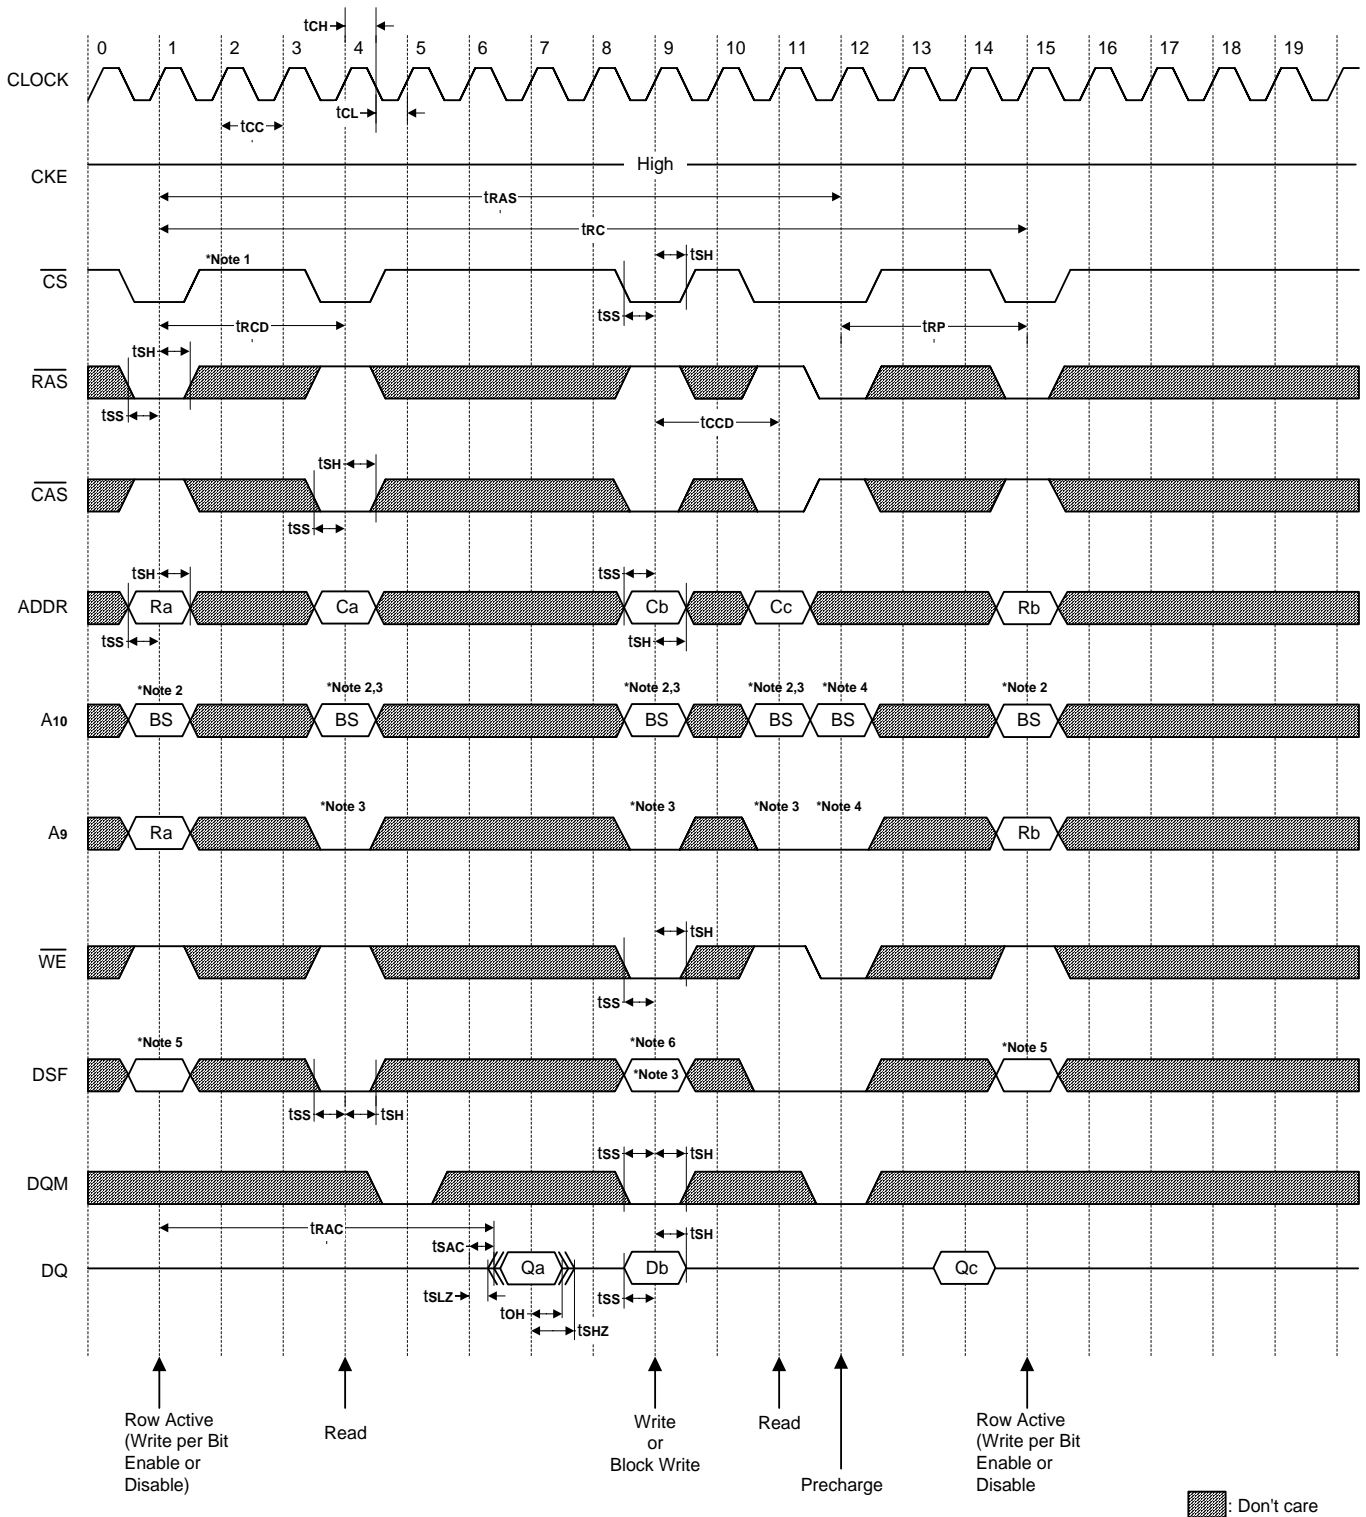 tCH
0 1 2 3 4 5 6 7 8 9 10 11 12 13 14 15 16 17 18 19
CLOCK
tCC
tCL
CKE
High
tRAS
tRC
*Note 1
tSH
CS
tSS
tRCD
tRP
tSH
RAS
tSS
tCCD
tSH
CAS
tSS
tSH
tSS
ADDR
Ra Ca Cb Cc Rb
tSS
tSH
*Note 2 *Note 2,3 *Note 2,3 *Note 2,3 *Note 4 *Note 2
A10
BS BS BS BS BS BS
*Note 3 *Note 3 *Note 3 *Note 4
A9
Ra Rb
tSH
WE
tSS
*Note 5 *Note 6 *Note 5
DSF
*Note 3
tSS tSH
tSS tSH
DQM
tRAC
tSH
tSAC
DQ
Qa Db Qc
tSLZ
tSS
tOH
tSHZ
Row Active
(Write per Bit
Enable or
Disable)
Read
Write
or
Block Write
Read
Precharge
Row Active
(Write per Bit
Enable or
Disable
: Don't care